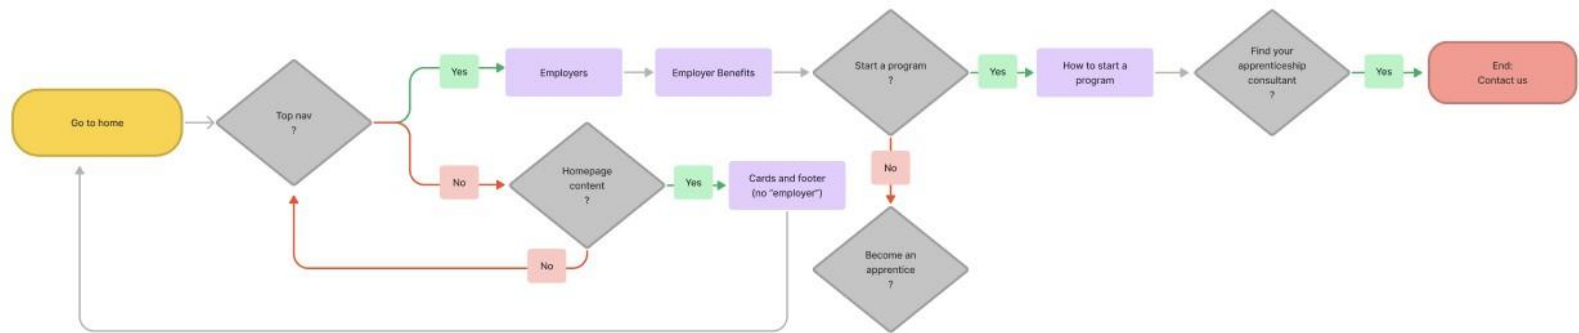 Go to home
Top nav
?
Yes
Employers
Employer Benefits
Start a program
?
Yes
How to start a
program
Find your
apprenticeship
consultant
?
Yes
End:
Contact us
No
Homepage
content
?
Yes
Cards and footer
(no "employer")
No
No
Become an
apprentice
?